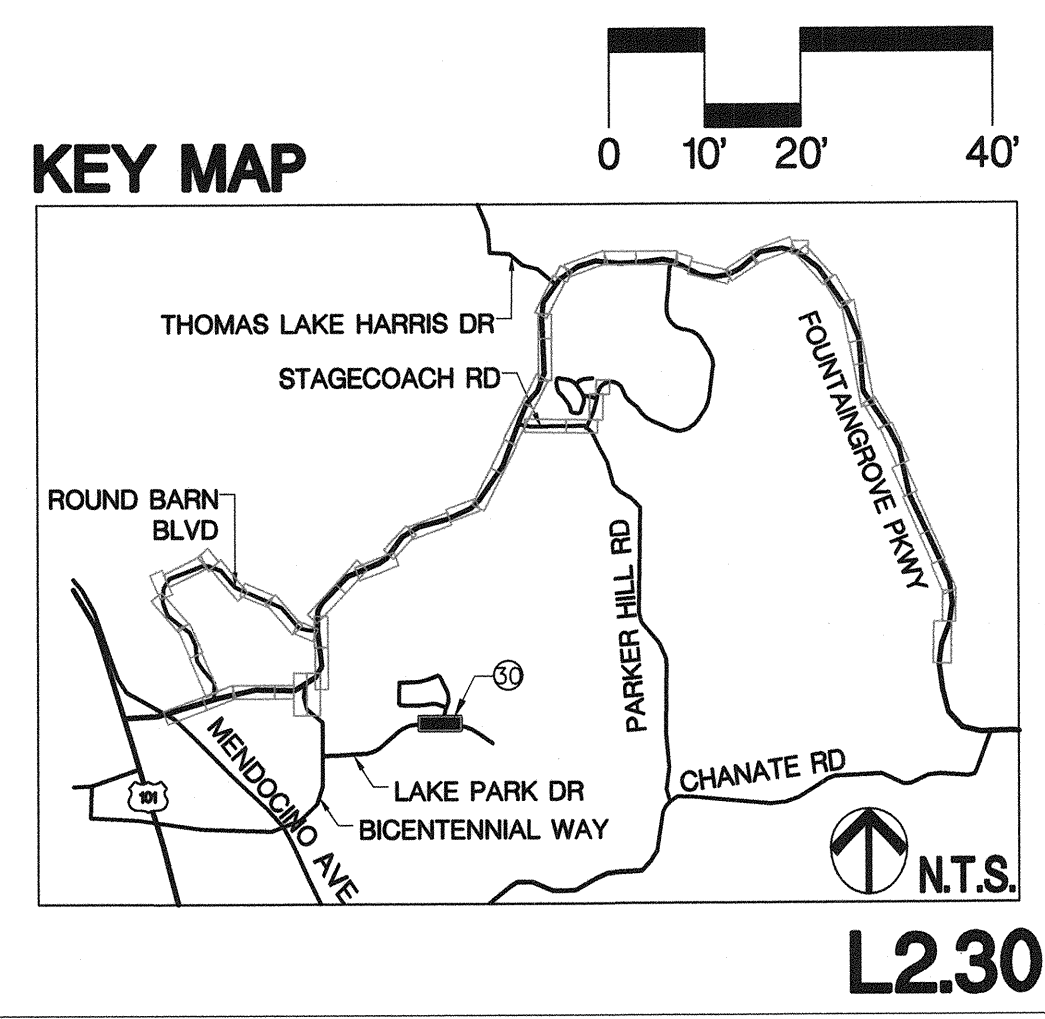 0 10' 20' 40'
KEY MAP
THOMAS LAKE HARRIS DR
STAGECOACH RD
FOUNTAINGROVE PKWY
ROUND BARN
BLVD
PARKER HILL RD
30
MENDOCINO AVE
CHANATE RD
LAKE PARK DR
101
BICENTENNIAL WAY
N.T.S.
L2.30